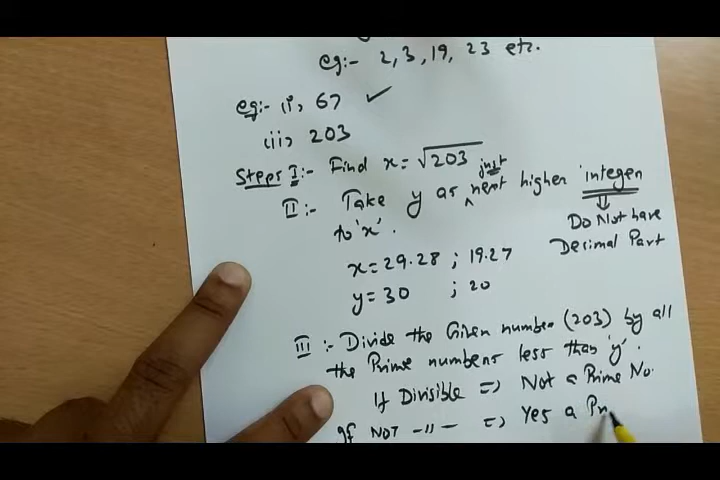 eg:- 2, 3, 19, 23 etc.
eg:- (i) 67 ✓
(ii) 203
Steps I:- Find x = √203
II:- Take y as just next higher integer
to 'x'.
Do Not have
Decimal Part
x = 29.28 ; 19.27
y = 30 ; 20
III :- Divide the Given number (203) by all
the Prime numbers less than 'y'.
If Divisible => Not a Prime No.
If NOT -11- => Yes a Pri